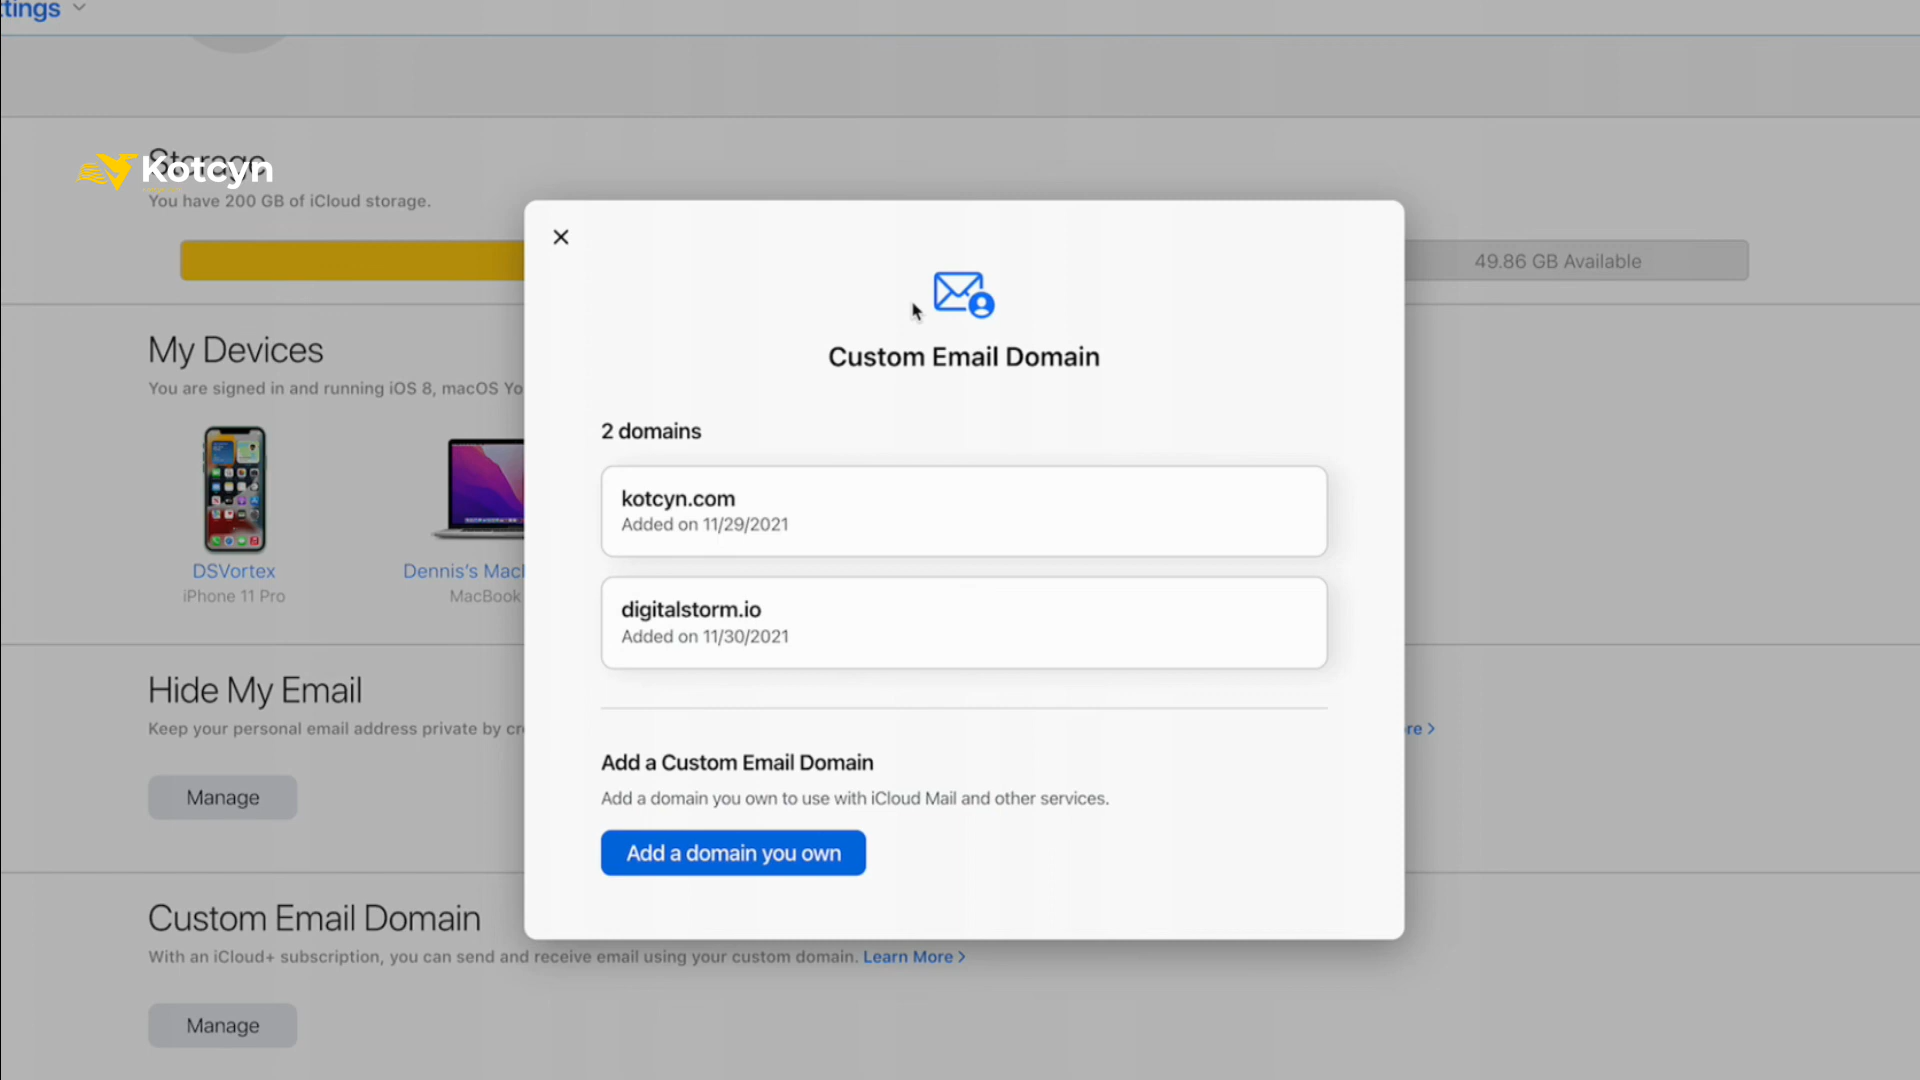 ttings
Storage
Kotcyn
You have 200 GB of iCloud storage.
49.86 GB Available
My Devices
You are signed in and running iOS 8, macOS Yo
DSVortex
iPhone 11 Pro
Dennis's Macl
MacBook
Hide My Email
Keep your personal email address private by cr
re >
Manage
Custom Email Domain
With an iCloud+ subscription, you can send and receive email using your custom domain. Learn More >
Manage
Custom Email Domain
2 domains
kotcyn.com
Added on 11/29/2021
digitalstorm.io
Added on 11/30/2021
Add a Custom Email Domain
Add a domain you own to use with iCloud Mail and other services.
Add a domain you own